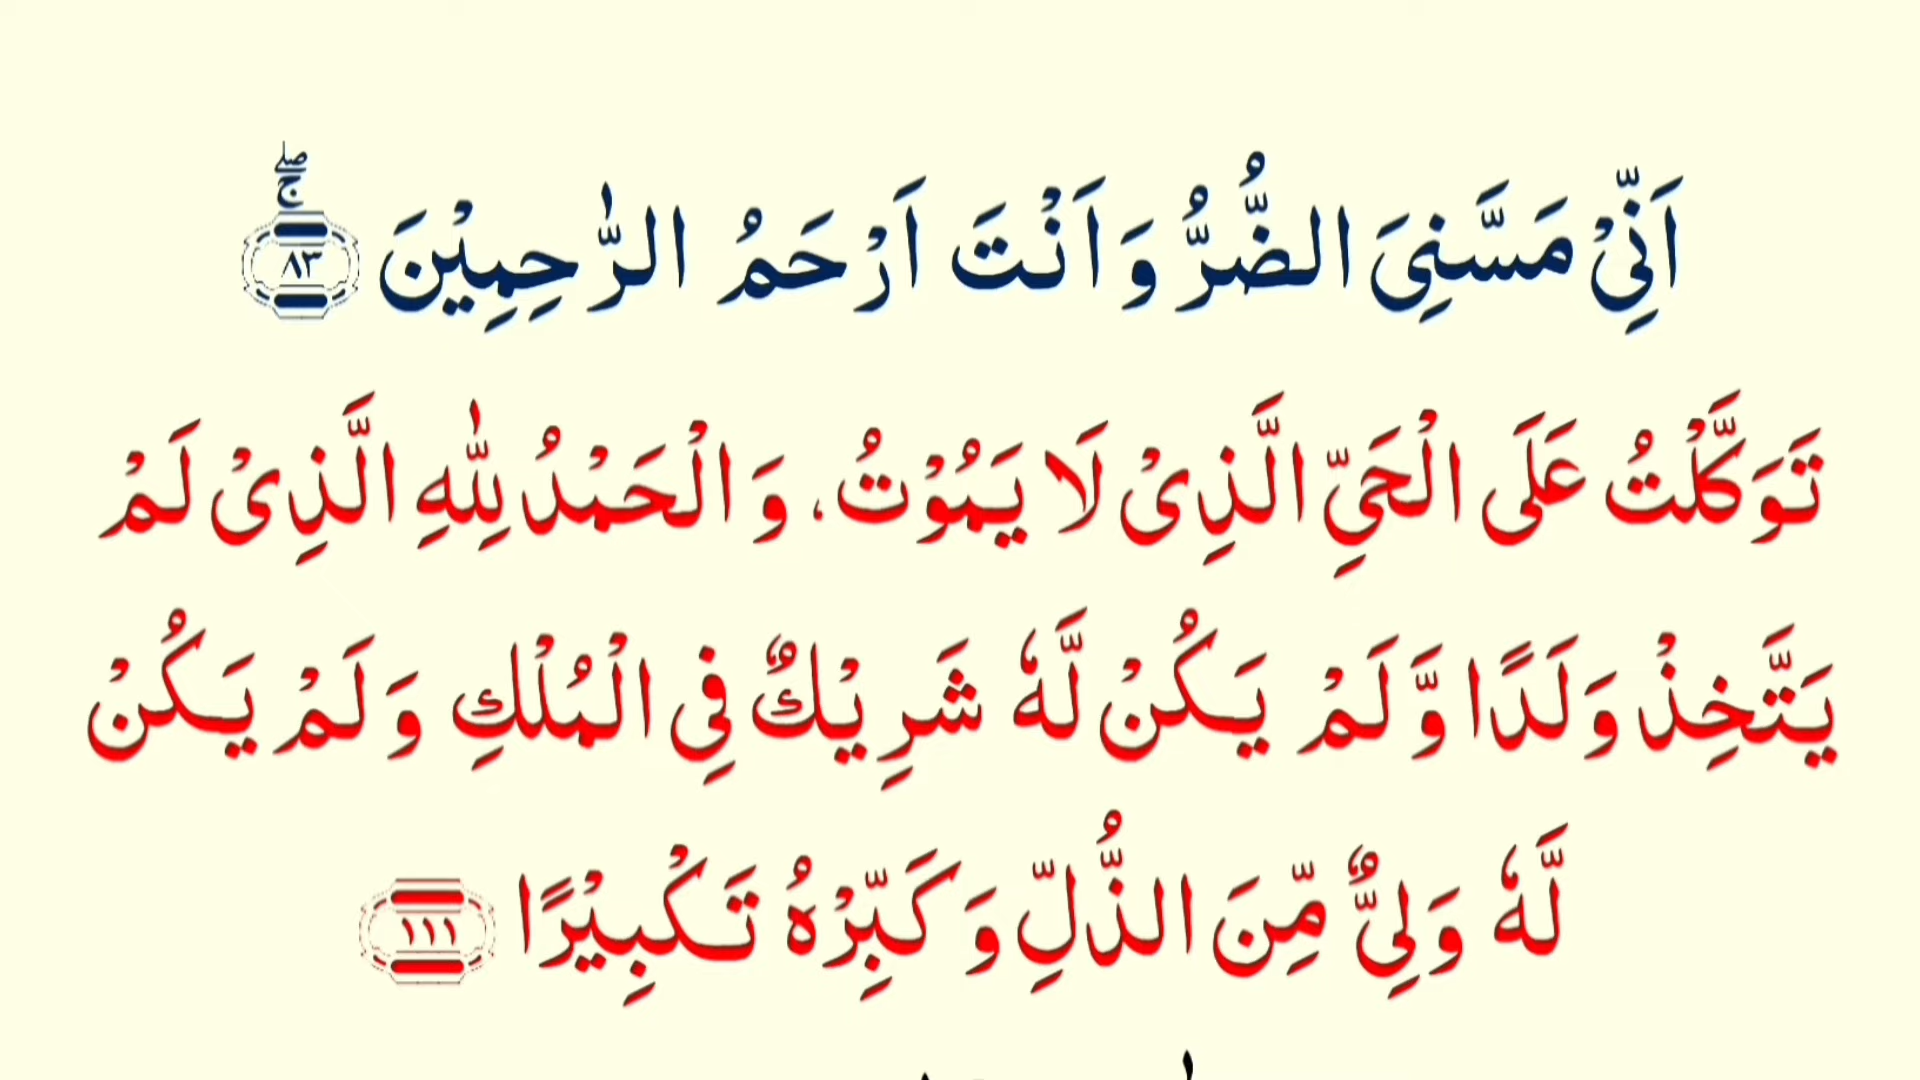 اَنِّیْ مَسَّنِیَ الضُّرُّ وَاَنْتَ اَرْحَمُ الرّٰحِمِیْنَ ۚۖ ٨٣
تَوَكَّلْتُ عَلَی الْحَیِّ الَّذِیْ لَا یَمُوْتُ، وَالْحَمْدُ لِلّٰهِ الَّذِیْ لَمْ
یَتَّخِذْ وَلَدًا وَّلَمْ یَكُنْ لَّهٗ شَرِیْكٌ فِی الْمُلْكِ وَلَمْ یَكُنْ
لَّهٗ وَلِیٌّ مِّنَ الذُّلِّ وَكَبِّرْهُ تَكْبِیْرًا ١١١